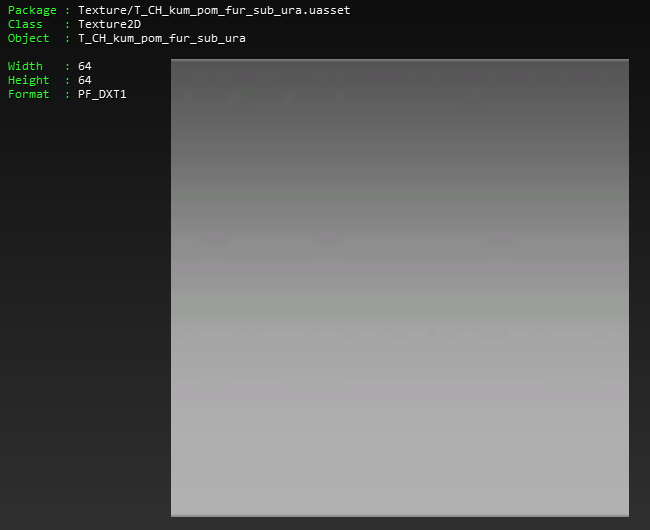 Package : Texture/T_CH_kum_pom_fur_sub_ura.uasset
Class   : Texture2D
Object  : T_CH_kum_pom_fur_sub_ura
Width   : 64
Height  : 64
Format  : PF_DXT1